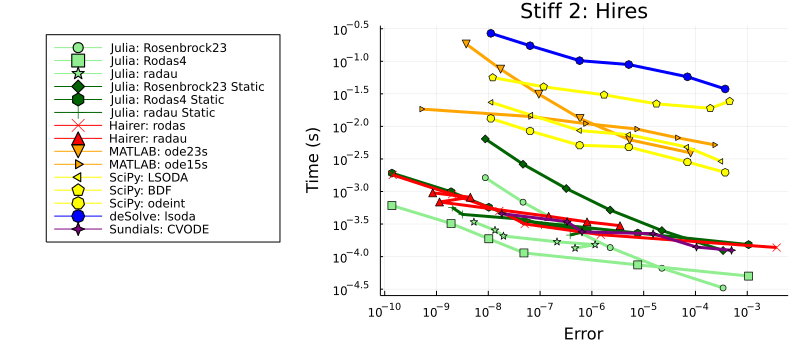 Stiff 2: Hires
Julia: Rosenbrock23
Julia: Rodas4
Julia: radau
Julia: Rosenbrock23 Static
Julia: Rodas4 Static
Julia: radau Static
Hairer: rodas
Hairer: radau
MATLAB: ode23s
MATLAB: ode15s
SciPy: LSODA
SciPy: BDF
SciPy: odeint
deSolve: lsoda
Sundials: CVODE
Time (s)
10⁻⁰·⁵
10⁻¹·⁰
10⁻¹·⁵
10⁻²·⁰
10⁻²·⁵
10⁻³·⁰
10⁻³·⁵
10⁻⁴·⁰
10⁻⁴·⁵
10⁻¹⁰ 10⁻⁹ 10⁻⁸ 10⁻⁷ 10⁻⁶ 10⁻⁵ 10⁻⁴ 10⁻³
Error